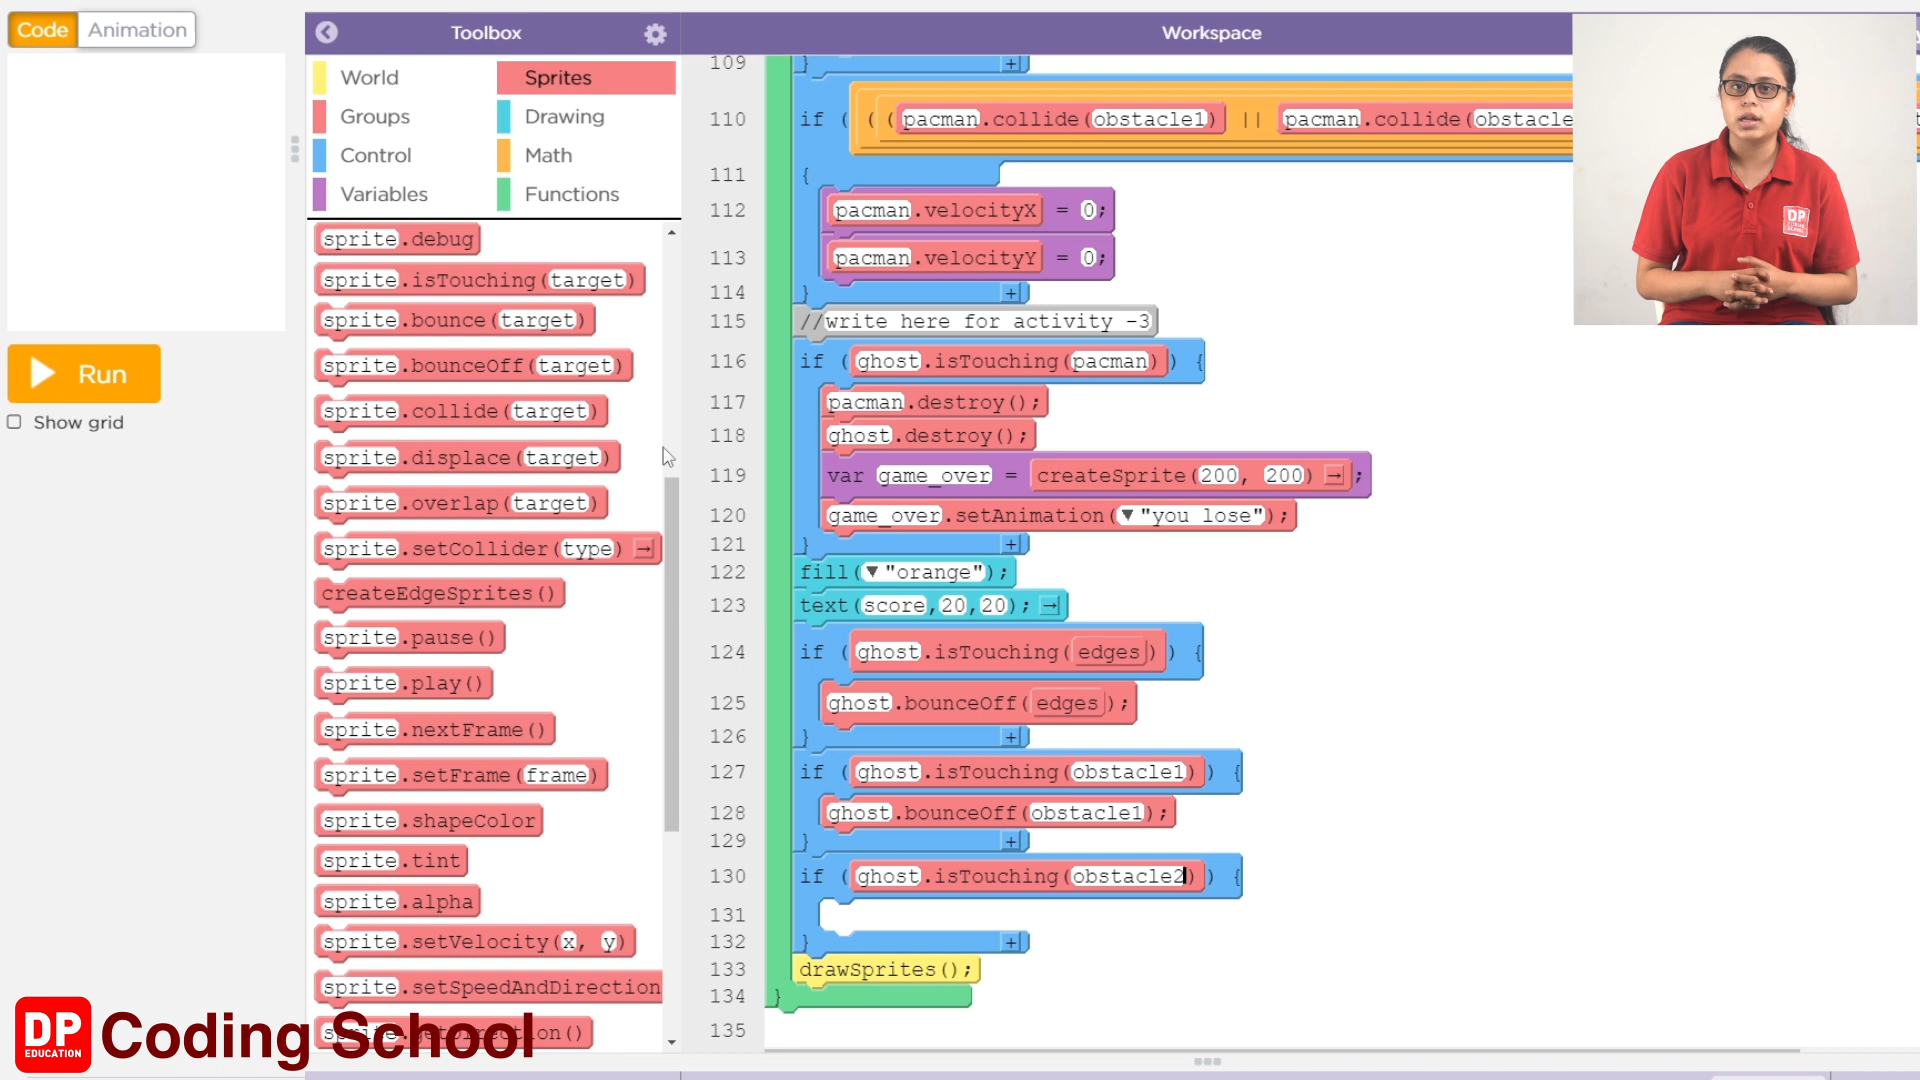 Code Animation
Run
Show grid
Toolbox
World
Sprites
Groups
Drawing
Control
Math
Variables
Functions
sprite.debug
sprite.isTouching(target)
sprite.bounce(target)
sprite.bounceOff(target)
sprite.collide(target)
sprite.displace(target)
sprite.overlap(target)
sprite.setCollider(type) →
createEdgeSprites()
sprite.pause()
sprite.play()
sprite.nextFrame()
sprite.setFrame(frame)
sprite.shapeColor
sprite.tint
sprite.alpha
sprite.setVelocity(x, y)
sprite.setSpeedAndDirection
Workspace
109 } +
110 if ( ( ( pacman.collide(obstacle1) || pacman.collide(obstacle
111 {
112 pacman.velocityX = 0;
113 pacman.velocityY = 0;
114 } +
115 //write here for activity -3
116 if (ghost.isTouching(pacman)) {
117 pacman.destroy();
118 ghost.destroy();
119 var game_over = createSprite(200, 200) → ;
120 game_over.setAnimation(▼"you lose");
121 } +
122 fill(▼"orange");
123 text(score,20,20); →
124 if (ghost.isTouching(edges)) {
125 ghost.bounceOff(edges);
126 } +
127 if (ghost.isTouching(obstacle1)) {
128 ghost.bounceOff(obstacle1);
129 } +
130 if (ghost.isTouching(obstacle2)) {
131
132 } +
133 drawSprites();
134 }
135
DP
CODING
SCHOOL
DP
EDUCATION
Coding School